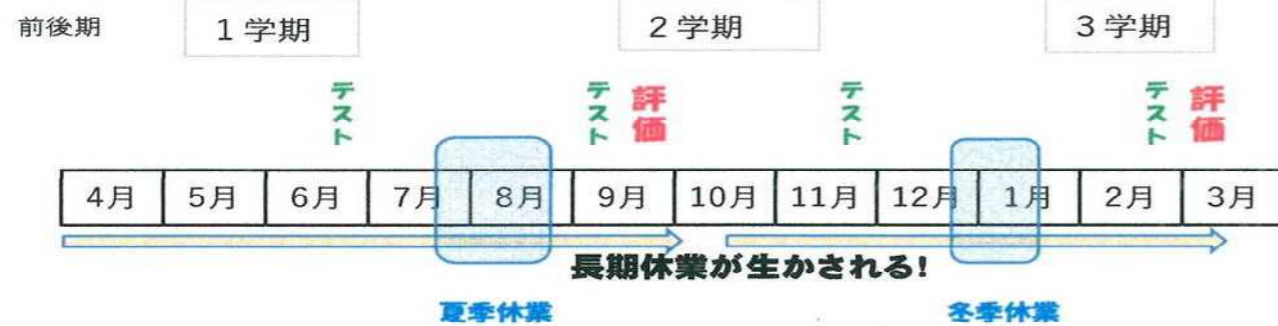 前後期 1学期 2学期 3学期
テスト テスト 評価 テスト テスト 評価
4月 5月 6月 7月 8月 9月 10月 11月 12月 1月 2月 3月
長期休業が生かされる!
夏季休業 冬季休業